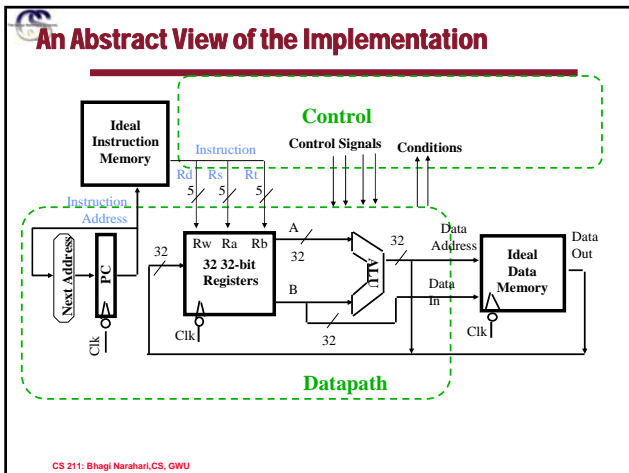 An Abstract View of the Implementation
Control
Ideal
Instruction
Memory
Instruction
Control Signals
Conditions
Rd
Rs
Rt
5
5
5
Instruction
Address
32
Rw
Ra
Rb
32 32-bit
Registers
A
32
B
32
ALU
32
Data
Address
Data
In
Ideal
Data
Memory
Data
Out
Next Address
PC
Clk
Clk
Clk
Datapath
CS 211: Bhagi Narahari,CS, GWU